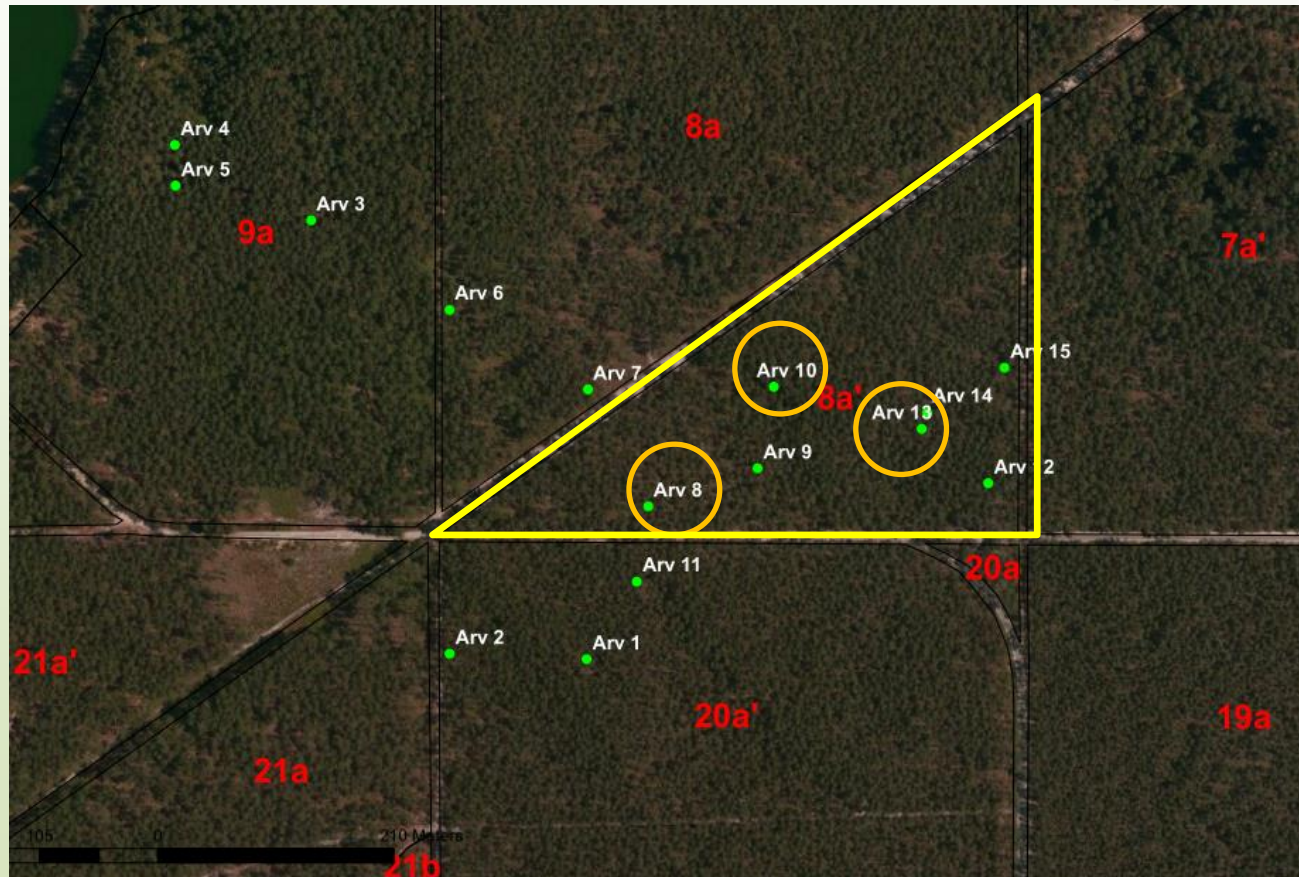 8a
Arv 4
Arv 5
Arv 3
9a
7a'
Arv 6
Arv 15
Arv 10
Arv 7
8a'
Arv 14
Arv 13
Arv 9
Arv 12
Arv 8
Arv 11
20a
Arv 2
Arv 1
21a'
20a'
19a
21a
105 0 210 Meters
21b